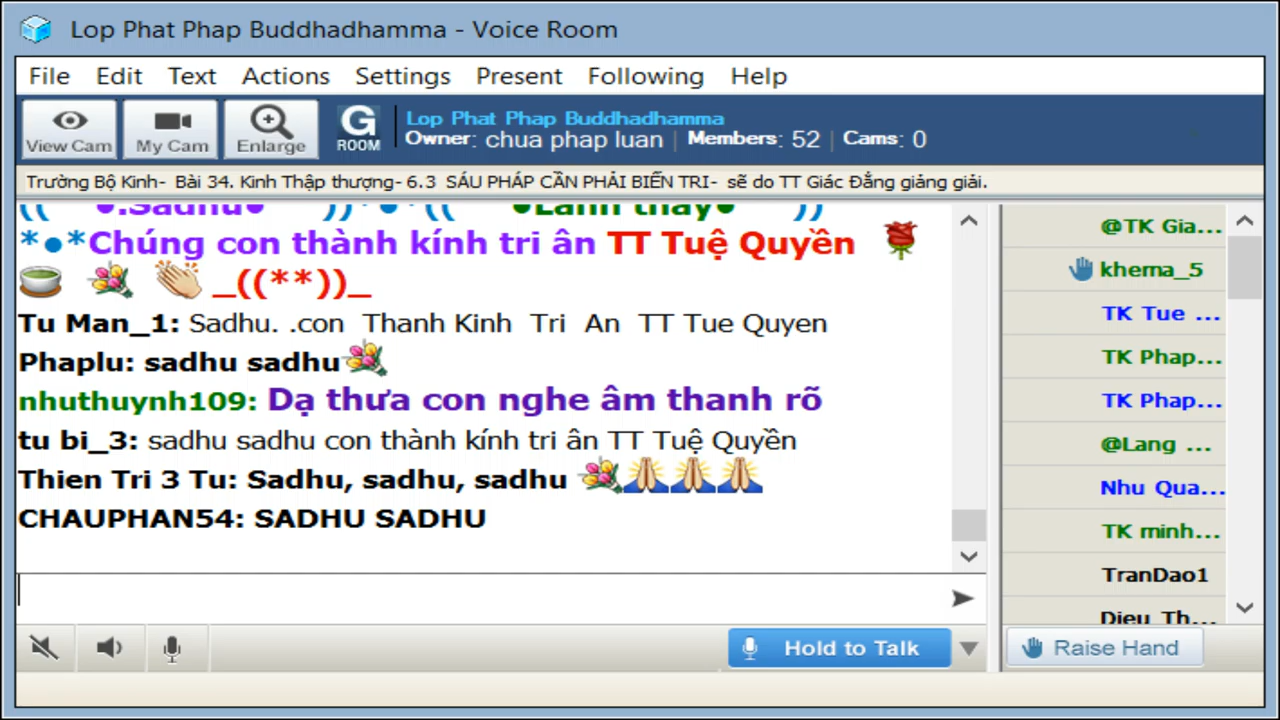 Lop Phat Phap Buddhadhamma - Voice Room
File Edit Text Actions Settings Present Following Help
View Cam My Cam Enlarge
G ROOM
Lop Phat Phap Buddhadhamma
Owner: chua phap luan | Members: 52 | Cams: 0
Trường Bộ Kinh- Bài 34. Kinh Thập thượng- 6.3 SÁU PHÁP CẦN PHẢI BIẾN TRI- sẽ do TT Giác Đẳng giảng giải.
((  ●.Sadhu●  ))*●*((  ●Lành thay●  ))
*●*Chúng con thành kính tri ân TT Tuệ Quyền
_((**))_
Tu Man_1: Sadhu. .con Thanh Kinh Tri An TT Tue Quyen
Phaplu: sadhu sadhu
nhuthuynh109: Dạ thưa con nghe âm thanh rõ
tu bi_3: sadhu sadhu con thành kính tri ân TT Tuệ Quyền
Thien Tri 3 Tu: Sadhu, sadhu, sadhu
CHAUPHAN54: SADHU SADHU
@TK Gia...
khema_5
TK Tue ...
TK Phap...
TK Phap...
@Lang ...
Nhu Qua...
TK minh...
TranDao1
Dieu Th...
Hold to Talk
Raise Hand